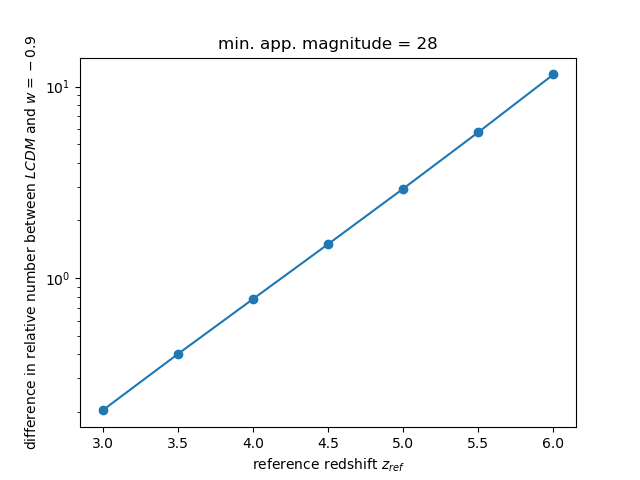 min. app. magnitude = 28
difference in relative number between LCDM and w = −0.9
10¹
10⁰
3.0 3.5 4.0 4.5 5.0 5.5 6.0
reference redshift z_ref